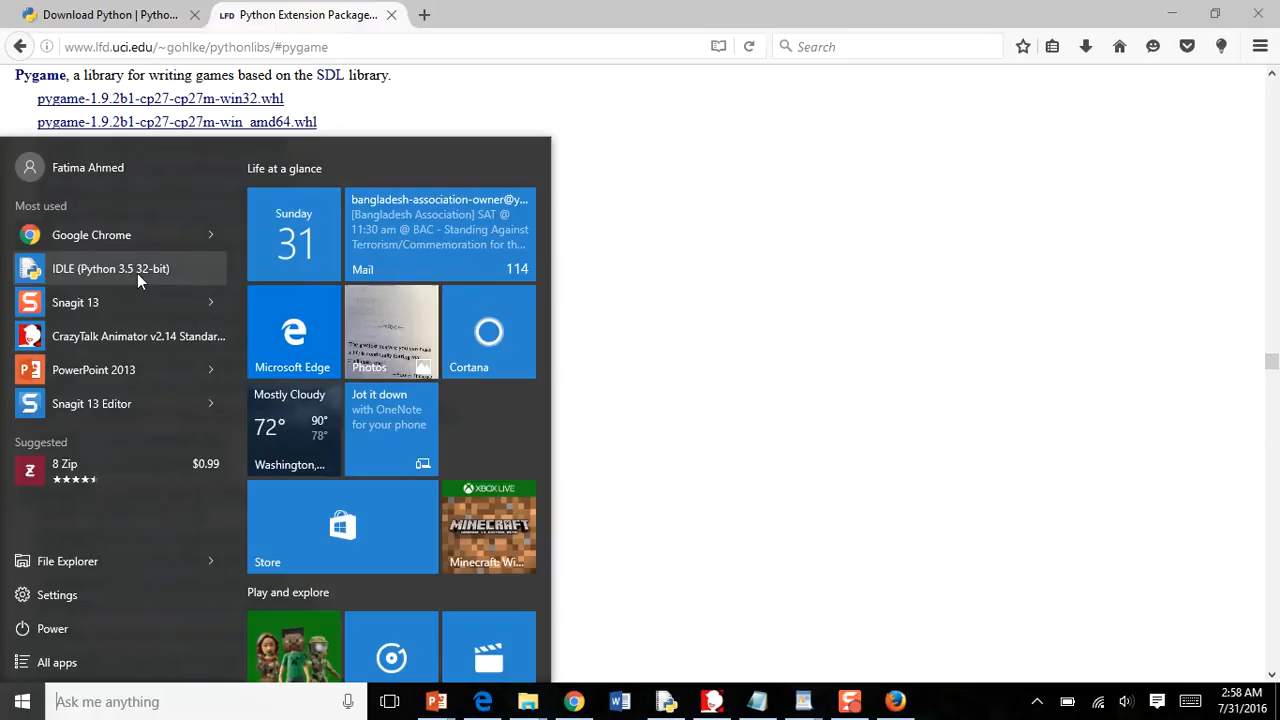 Download Python | Pytho...
LFD Python Extension Package...
www.lfd.uci.edu/~gohlke/pythonlibs/#pygame
Search
Pygame, a library for writing games based on the SDL library.
pygame-1.9.2b1-cp27-cp27m-win32.whl
pygame-1.9.2b1-cp27-cp27m-win_amd64.whl
Fatima Ahmed
Most used
Google Chrome
IDLE (Python 3.5 32-bit)
Snagit 13
CrazyTalk Animator v2.14 Standar...
PowerPoint 2013
Snagit 13 Editor
Suggested
8 Zip
$0.99
File Explorer
Settings
Power
All apps
Life at a glance
Sunday
31
bangladesh-association-owner@y...
[Bangladesh Association] SAT @
11:30 am @ BAC - Standing Against
Terrorism/Commemoration for th...
Mail
114
Microsoft Edge
Photos
Cortana
Mostly Cloudy
72°
90°
78°
Washington,...
Jot it down
with OneNote
for your phone
Store
XBOX LIVE
MINECRAFT
Minecraft: Wi...
Play and explore
Ask me anything
2:58 AM
7/31/2016